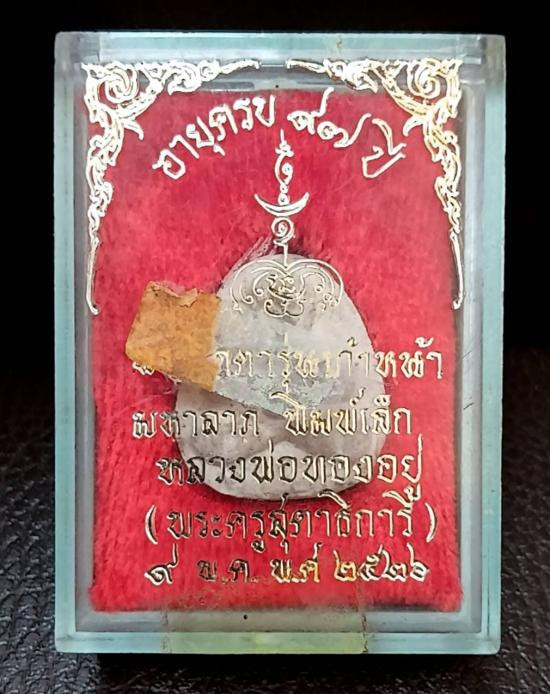 อายุครบ ๙๗ ปี
รุ่นก้าวหน้า
มหาลาภ พิมพ์เล็ก
หลวงพ่อทองอยู่
(พระครูสุตาธิการี)
๙ พ.ค. พ.ศ ๒๕๒๖